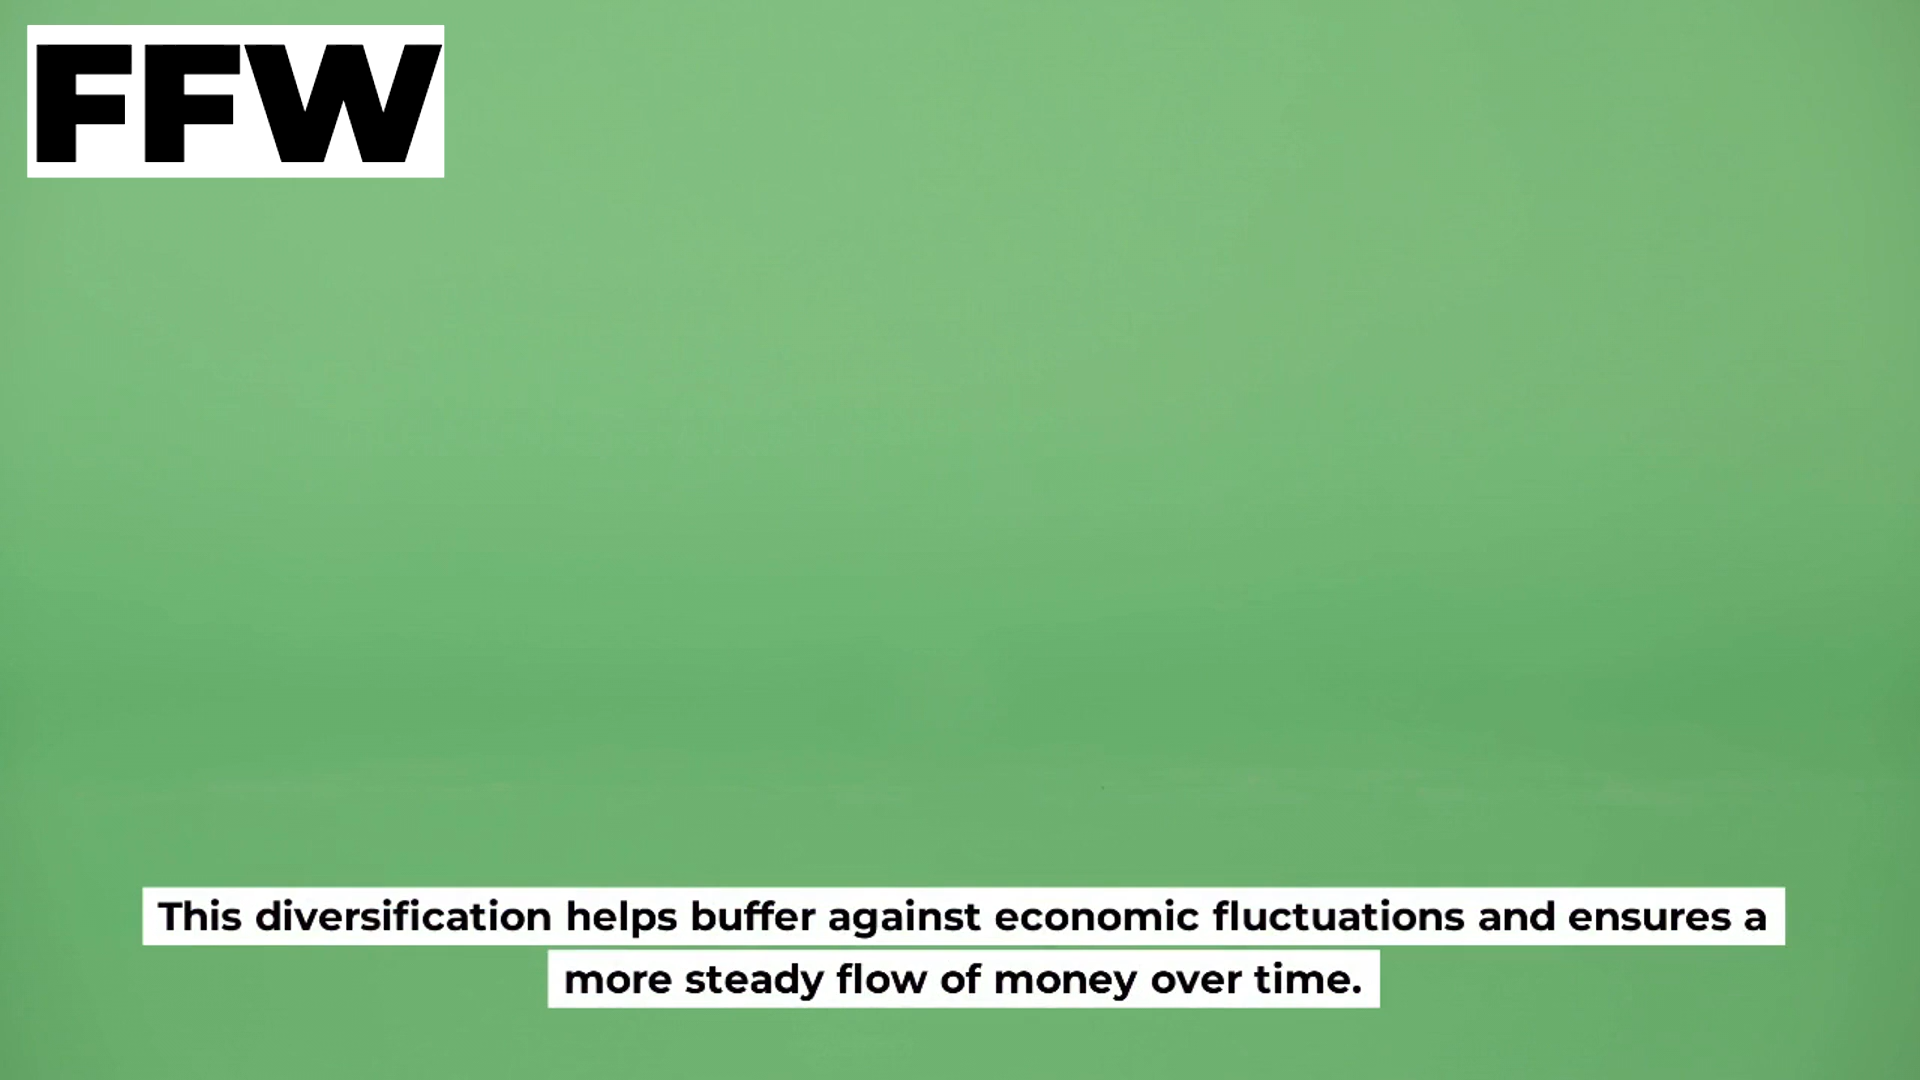 FFW
This diversification helps buffer against economic fluctuations and ensures a
more steady flow of money over time.